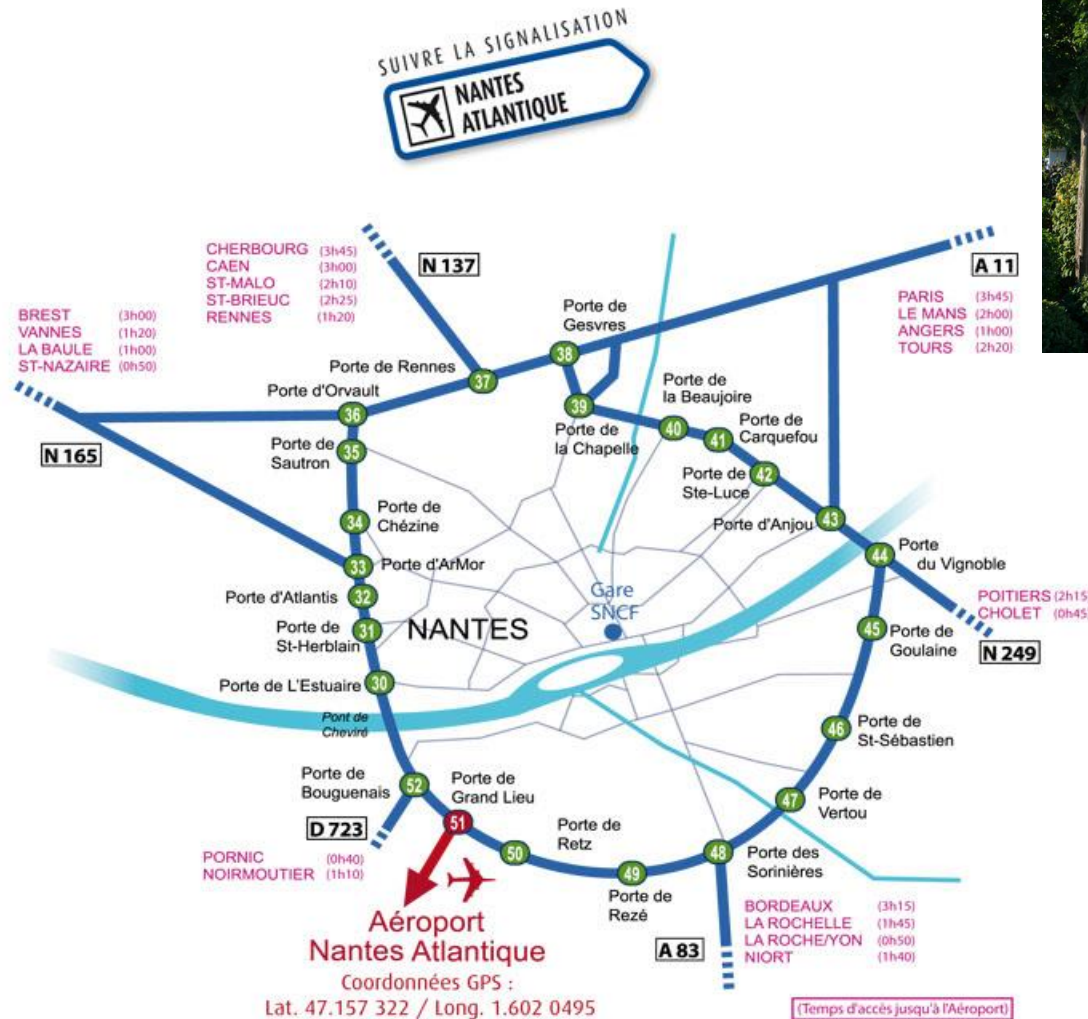 SUIVRE LA SIGNALISATION
NANTES
ATLANTIQUE
CHERBOURG (3h45)
CAEN (3h00)
ST-MALO (2h10)
ST-BRIEUC (2h25)
RENNES (1h20)
N 137
A 11
PARIS (3h45)
LE MANS (2h00)
ANGERS (1h00)
TOURS (2h20)
BREST (3h00)
VANNES (1h20)
LA BAULE (1h00)
ST-NAZAIRE (0h50)
N 165
Porte de
Gesvres
38
Porte de Rennes
37
Porte d'Orvault
36
39
Porte de
la Chapelle
Porte de
la Beaujoire
40
41
Porte de
Carquefou
Porte de
Sautron
35
Porte de
Ste-Luce
42
34
Porte de
Chézine
Porte d'Anjou
43
44
Porte
du Vignoble
33
Porte d'ArMor
Porte d'Atlantis
32
Porte de
St-Herblain
31
NANTES
Gare
SNCF
POITIERS (2h15
CHOLET (0h45
N 249
45
Porte de
Goulaine
Porte de L'Estuaire
30
Pont de
Cheviré
46
Porte de
St-Sébastien
Porte de
Bouguenais
52
Porte de
Grand Lieu
51
47
Porte de
Vertou
D 723
PORNIC (0h40)
NOIRMOUTIER (1h10)
Porte de
Retz
50
49
Porte de
Rezé
48
Porte des
Sorinières
A 83
BORDEAUX (3h15)
LA ROCHELLE (1h45)
LA ROCHE/YON (0h50)
NIORT (1h40)
Aéroport
Nantes Atlantique
Coordonnées GPS :
Lat. 47.157 322 / Long. 1.602 0495
(Temps d'accès jusqu'à l'Aéroport)